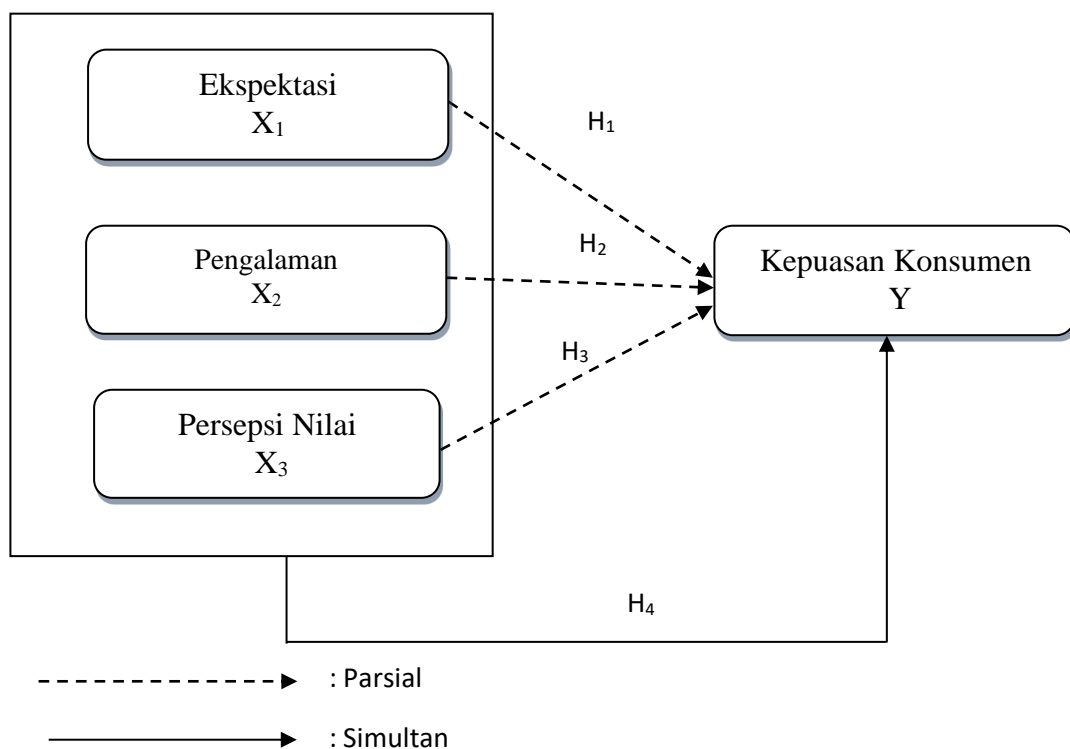 Ekspektasi
X₁
H₁
Pengalaman
X₂
H₂
Kepuasan Konsumen
Y
Persepsi Nilai
X₃
H₃
H₄
: Parsial
: Simultan